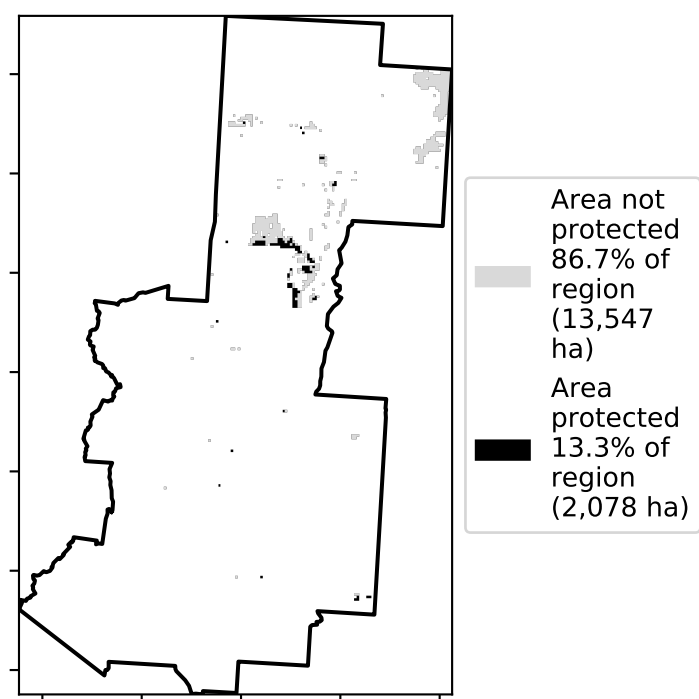 Area not
protected
86.7% of
region
(13,547
ha)
Area
protected
13.3% of
region
(2,078 ha)